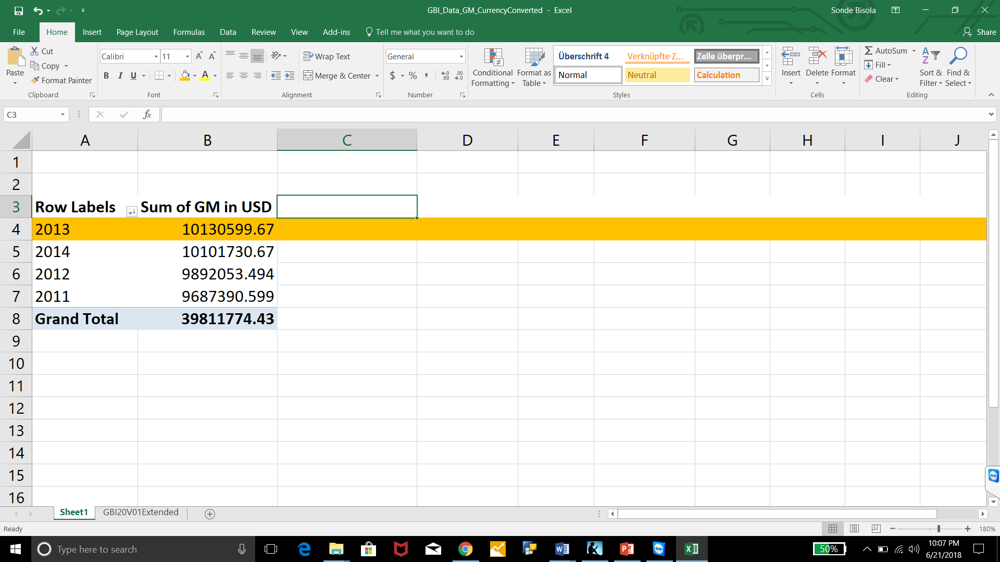 GBI_Data_GM_CurrencyConverted - Excel
Sonde Bisola
File Home Insert Page Layout Formulas Data Review View Add-ins Tell me what you want to do Share
Paste
Cut
Copy
Format Painter
Clipboard
Calibri 11
B I U
Font
Wrap Text
Merge & Center
Alignment
General
$ % ,
Number
Conditional Formatting
Format as Table
Überschrift 4 Verknüpfte Z... Zelle überpr...
Normal Neutral Calculation
Styles
Insert Delete Format
Cells
AutoSum
Fill
Clear
Sort & Filter
Find & Select
Editing
C3
fx
A B C D E F G H I J
1
2
3 Row Labels Sum of GM in USD
4 2013 10130599.67
5 2014 10101730.67
6 2012 9892053.494
7 2011 9687390.599
8 Grand Total 39811774.43
9
10
11
12
13
14
15
16
Sheet1 GBI20V01Extended
Ready
180%
Type here to search
50%
10:07 PM
6/21/2018